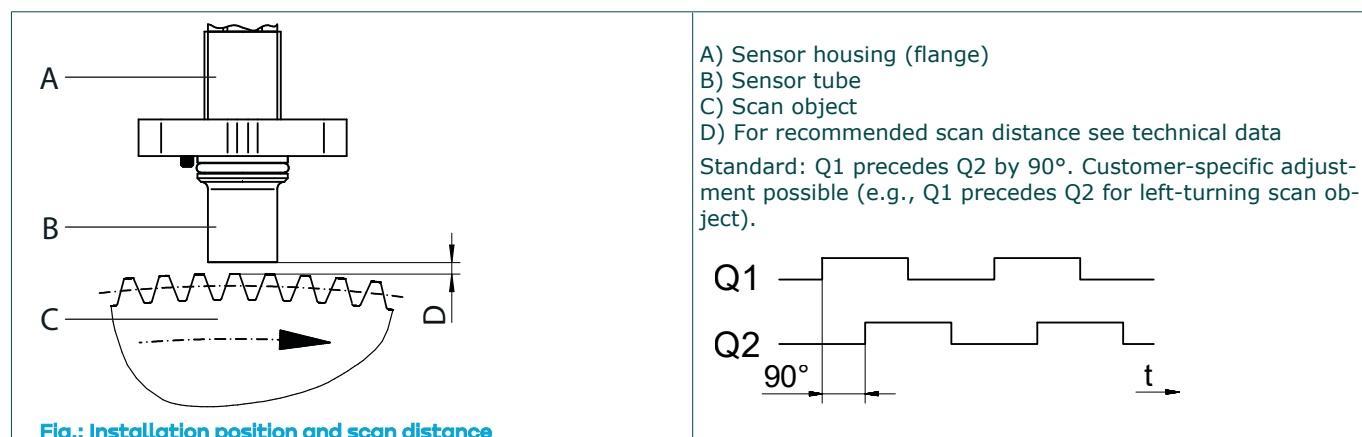 A
B
C
D
Fig.: Installation position and scan distance
A) Sensor housing (flange)
B) Sensor tube
C) Scan object
D) For recommended scan distance see technical data
Standard: Q1 precedes Q2 by 90°. Customer-specific adjust-
ment possible (e.g., Q1 precedes Q2 for left-turning scan ob-
ject).
Q1
Q2
90°
t